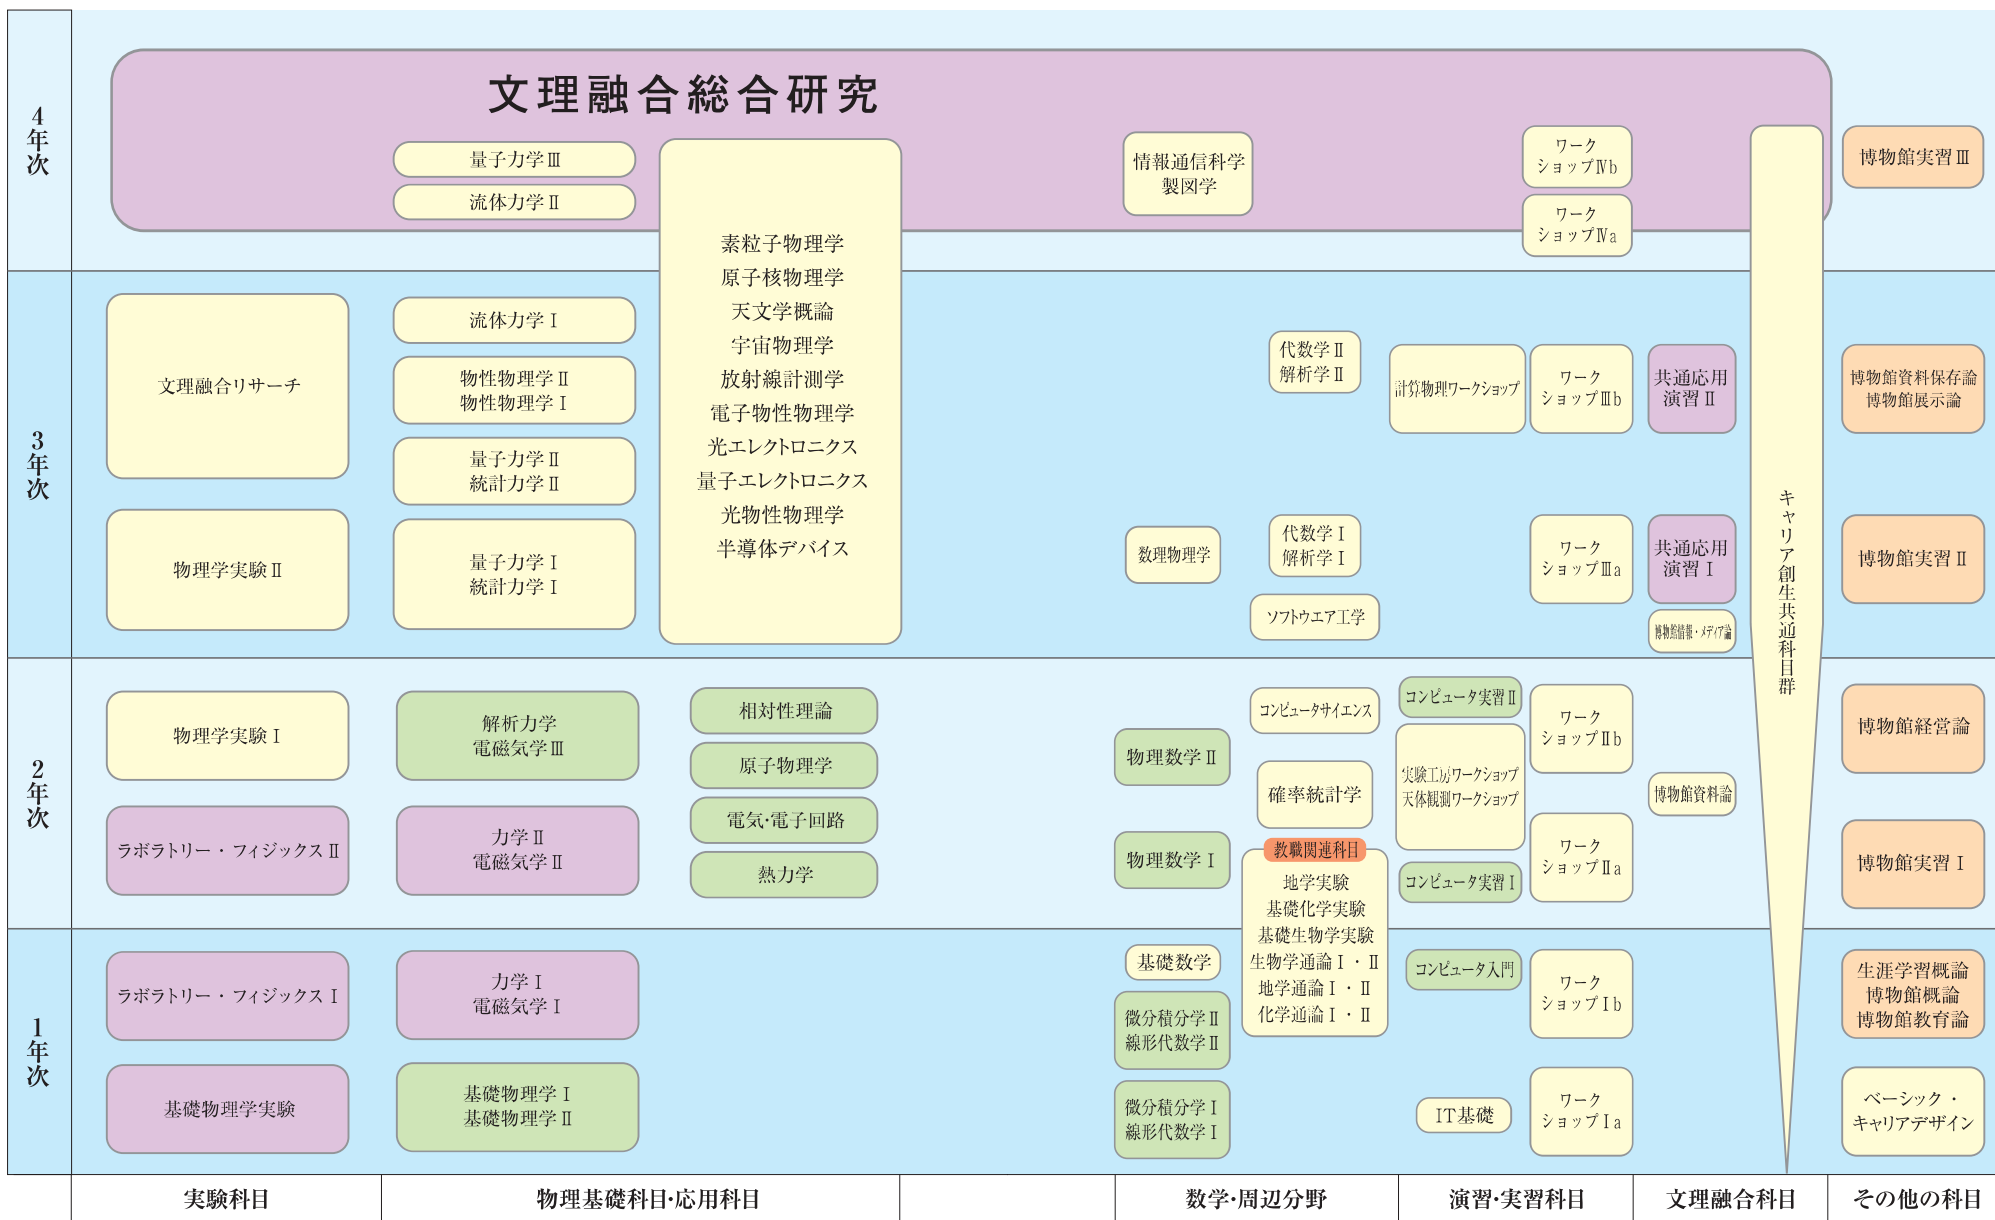 4年次
文理融合総合研究
量子力学Ⅲ
流体力学Ⅱ
素粒子物理学
原子核物理学
天文学概論
宇宙物理学
放射線計測学
電子物性物理学
光エレクトロニクス
量子エレクトロニクス
光物性物理学
半導体デバイス
情報通信科学
製図学
ワーク
ショップⅣb
ワーク
ショップⅣa
キャリア創生共通科目群
博物館実習Ⅲ
3年次
文理融合リサーチ
物理学実験Ⅱ
流体力学Ⅰ
物性物理学Ⅱ
物性物理学Ⅰ
量子力学Ⅱ
統計力学Ⅱ
量子力学Ⅰ
統計力学Ⅰ
数理物理学
代数学Ⅱ
解析学Ⅱ
代数学Ⅰ
解析学Ⅰ
ソフトウエア工学
計算物理ワークショップ
ワーク
ショップⅢb
ワーク
ショップⅢa
共通応用
演習Ⅱ
共通応用
演習Ⅰ
博物館情報・メディア論
博物館資料保存論
博物館展示論
博物館実習Ⅱ
2年次
物理学実験Ⅰ
ラボラトリー・フィジックスⅡ
解析力学
電磁気学Ⅲ
力学Ⅱ
電磁気学Ⅱ
相対性理論
原子物理学
電気・電子回路
熱力学
物理数学Ⅱ
物理数学Ⅰ
コンピュータサイエンス
確率統計学
教職関連科目
地学実験
基礎化学実験
基礎生物学実験
生物学通論Ⅰ・Ⅱ
地学通論Ⅰ・Ⅱ
化学通論Ⅰ・Ⅱ
コンピュータ実習Ⅱ
実験工房ワークショップ
天体観測ワークショップ
コンピュータ実習Ⅰ
ワーク
ショップⅡb
ワーク
ショップⅡa
博物館資料論
博物館経営論
博物館実習Ⅰ
1年次
ラボラトリー・フィジックスⅠ
基礎物理学実験
力学Ⅰ
電磁気学Ⅰ
基礎物理学Ⅰ
基礎物理学Ⅱ
基礎数学
微分積分学Ⅱ
線形代数学Ⅱ
微分積分学Ⅰ
線形代数学Ⅰ
コンピュータ入門
IT基礎
ワーク
ショップⅠb
ワーク
ショップⅠa
生涯学習概論
博物館概論
博物館教育論
ベーシック・
キャリアデザイン
実験科目
物理基礎科目・応用科目
数学・周辺分野
演習・実習科目
文理融合科目
その他の科目